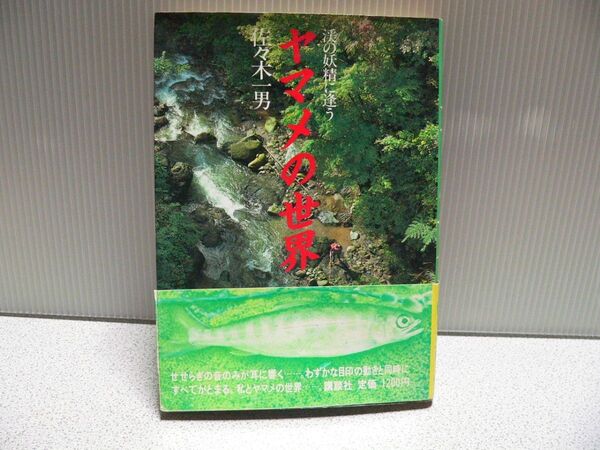 渓の妖精に逢う
ヤマメの世界
佐々木一男
せせらぎの音のみが耳に響く……、わずかな目印の動きと同時に
すべてがとまる。私とヤマメの世界……。講談社 定価 1200円